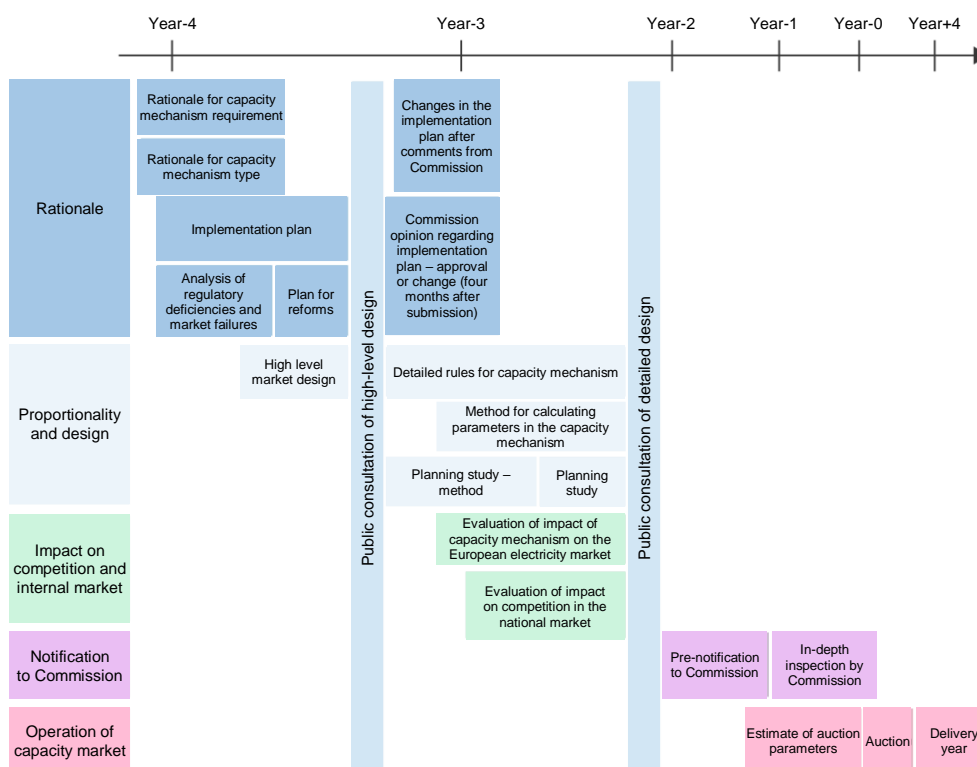 Year-4
Year-3
Year-2
Year-1
Year-0
Year+4
Rationale
Rationale for capacity
mechanism requirement
Rationale for capacity
mechanism type
Implementation plan
Analysis of
regulatory
deficiencies and
market failures
Plan for
reforms
Public consultation of high-level design
Changes in the
implementation
plan after
comments from
Commission
Commission
opinion regarding
implementation
plan – approval
or change (four
months after
submission)
Public consultation of detailed design
Proportionality
and design
High level
market design
Detailed rules for capacity mechanism
Method for calculating
parameters in the capacity
mechanism
Planning study –
method
Planning
study
Impact on
competition and
internal market
Evaluation of impact of
capacity mechanism on the
European electricity market
Evaluation of impact
on competition in the
national market
Notification
to Commission
Pre-notification
to Commission
In-depth
inspection by
Commission
Operation of
capacity market
Estimate of auction
parameters
Auction
Delivery
year